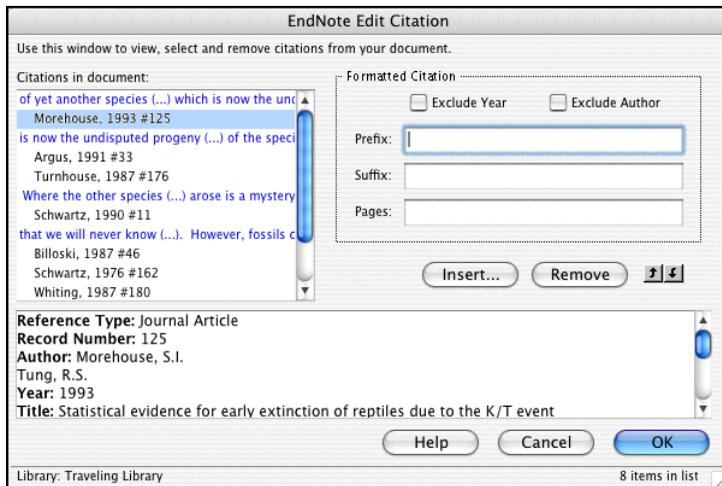 EndNote Edit Citation
Use this window to view, select and remove citations from your document.
Citations in document:
of yet another species (...) which is now the
Morehouse, 1993 #125
is now the undisputed progeny (...) of the speci
Argus, 1991 #33
Turnhouse, 1987 #176
Where the other species (...) arose is a mystery
Schwartz, 1990 #11
that we will never know (...).  However, fossils
Billoski, 1987 #46
Schwartz, 1976 #162
Whiting, 1987 #180
Formatted Citation
Exclude Year
Exclude Author
Prefix:
Suffix:
Pages:
Insert...
Remove
Reference Type: Journal Article
Record Number: 125
Author: Morehouse, S.I.
Tung, R.S.
Year: 1993
Title: Statistical evidence for early extinction of reptiles due to the K/T event
Help
Cancel
OK
Library: Traveling Library
8 items in list